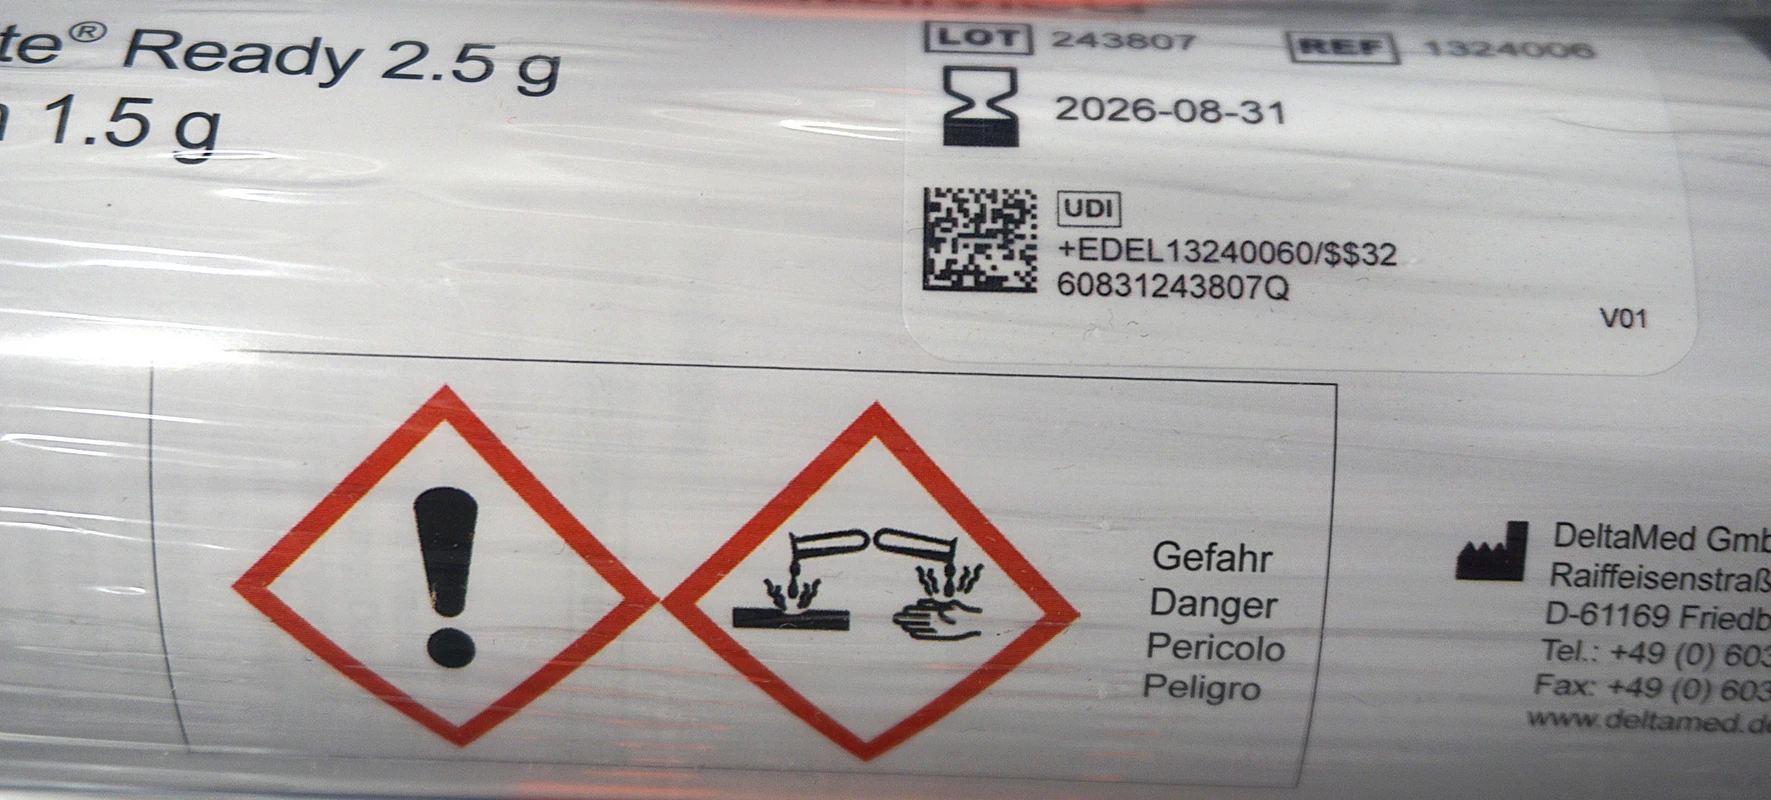 te® Ready 2.5 g
1.5 g
LOT 243807 REF 1324006
2026-08-31
UDI
+EDEL13240060/$$32
60831243807Q
V01
Gefahr
Danger
Pericolo
Peligro
DeltaMed Gmb
Raiffeisenstraß
D-61169 Friedb
Tel.: +49 (0) 603
Fax: +49 (0) 603
www.deltamed.de